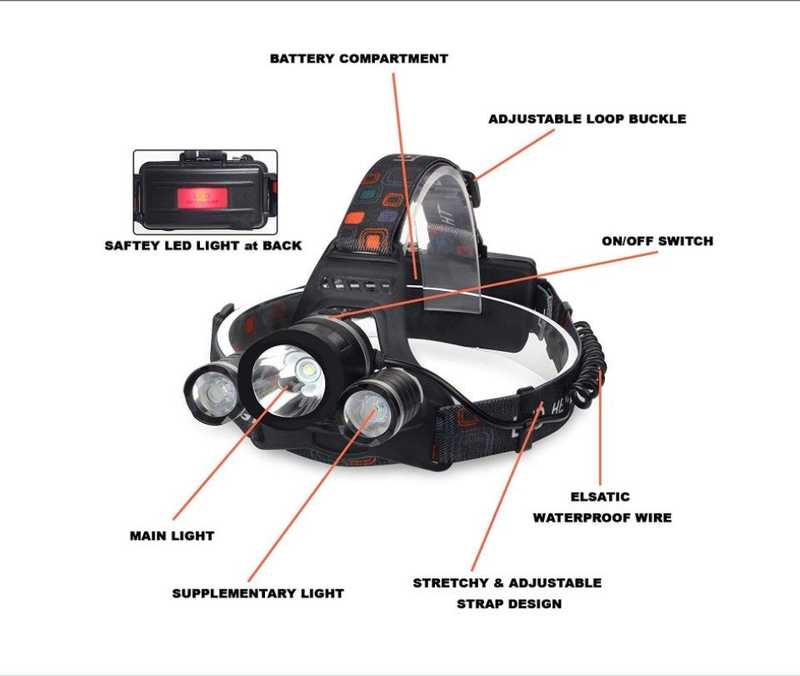 BATTERY COMPARTMENT
ADJUSTABLE LOOP BUCKLE
SAFTEY LED LIGHT at BACK
ON/OFF SWITCH
ELSATIC
WATERPROOF WIRE
MAIN LIGHT
STRETCHY & ADJUSTABLE
STRAP DESIGN
SUPPLEMENTARY LIGHT